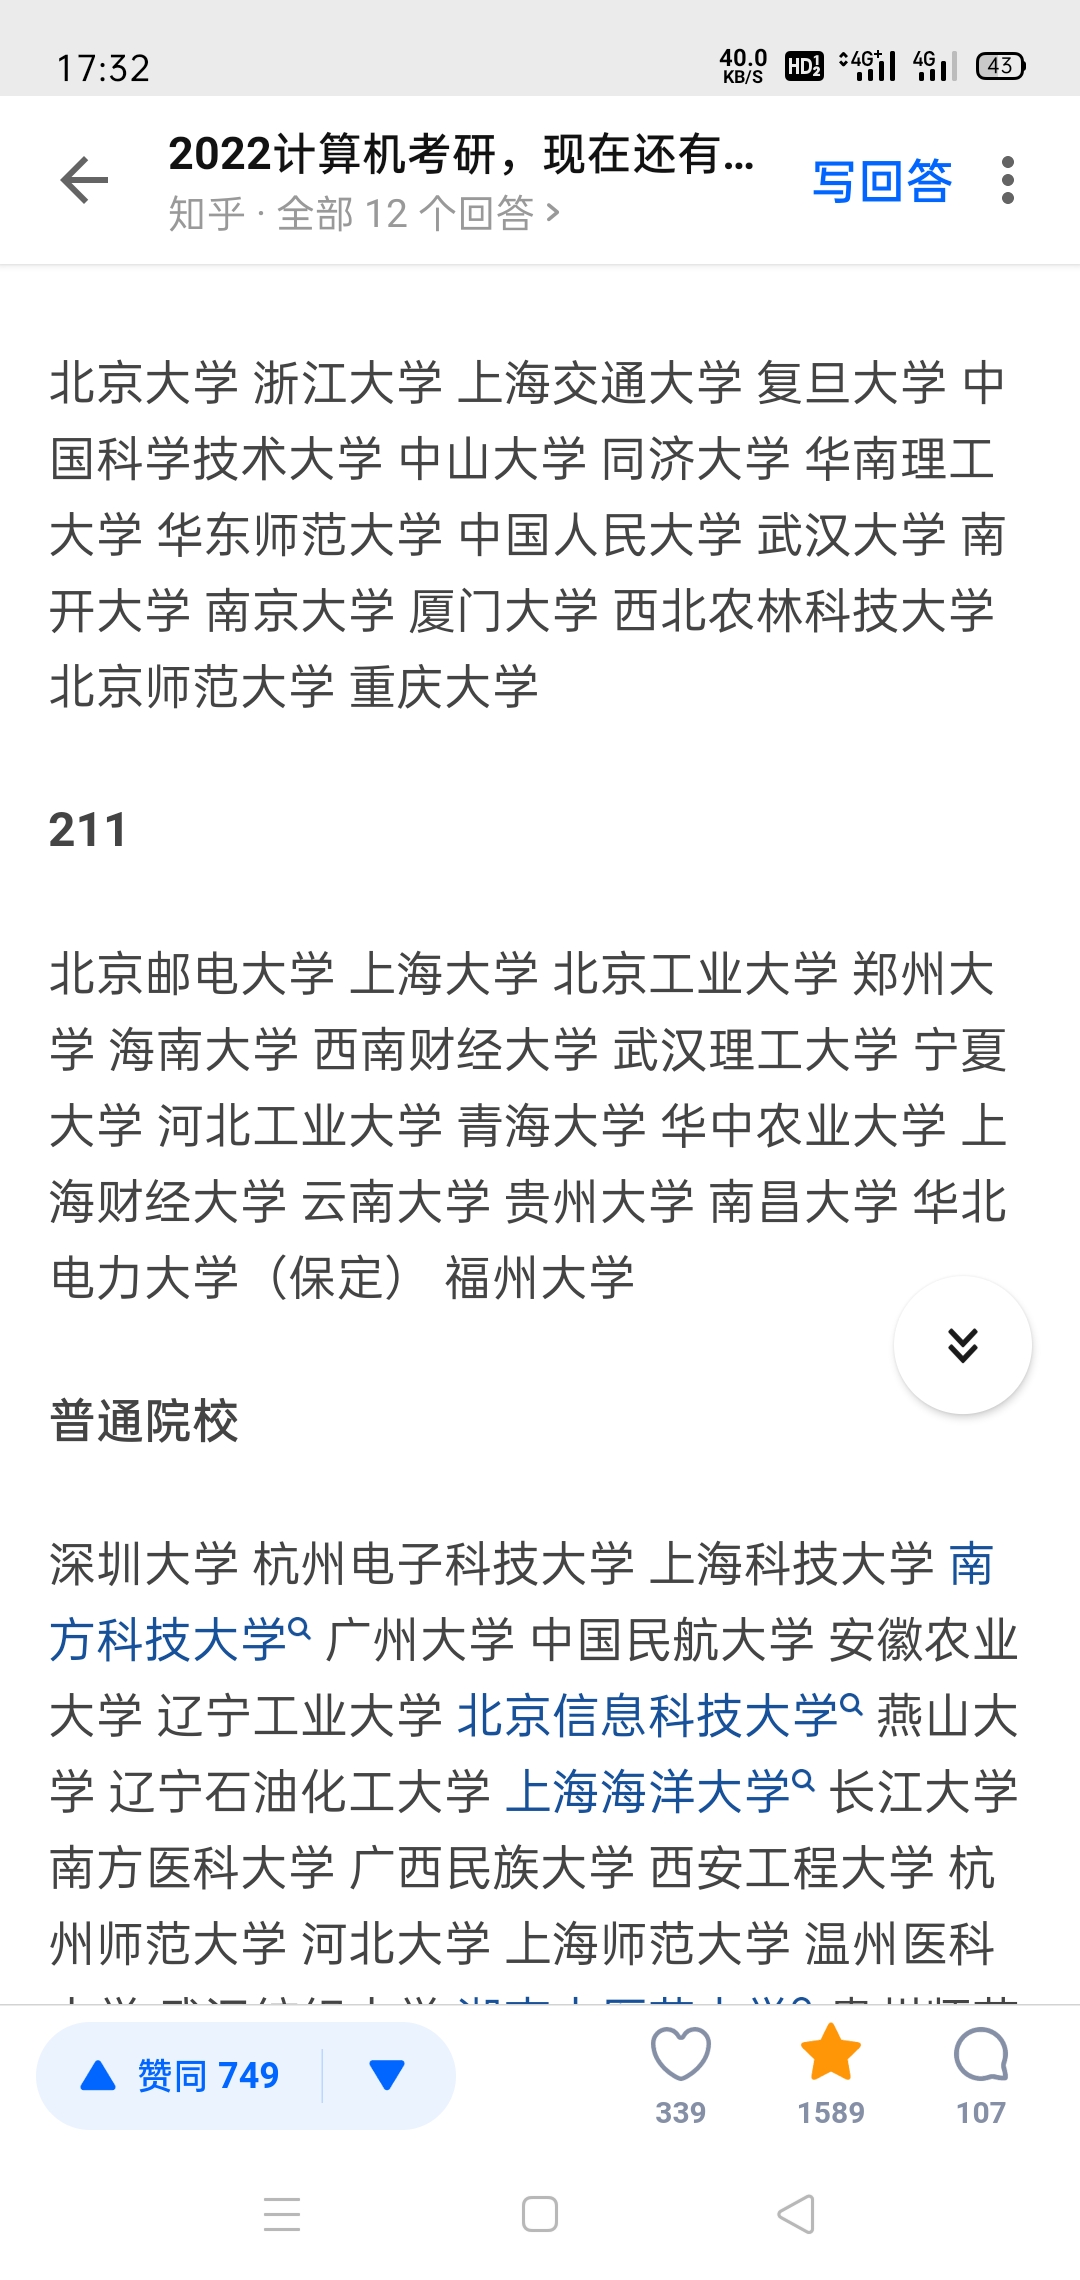 17:32
40.0 KB/S HD 1 2 4G+ 4G 43
2022计算机考研，现在还有...
知乎 · 全部 12 个回答 >
写回答
北京大学 浙江大学 上海交通大学 复旦大学 中
国科学技术大学 中山大学 同济大学 华南理工
大学 华东师范大学 中国人民大学 武汉大学 南
开大学 南京大学 厦门大学 西北农林科技大学
北京师范大学 重庆大学
211
北京邮电大学 上海大学 北京工业大学 郑州大
学 海南大学 西南财经大学 武汉理工大学 宁夏
大学 河北工业大学 青海大学 华中农业大学 上
海财经大学 云南大学 贵州大学 南昌大学 华北
电力大学（保定） 福州大学
普通院校
深圳大学 杭州电子科技大学 上海科技大学 南
方科技大学 广州大学 中国民航大学 安徽农业
大学 辽宁工业大学 北京信息科技大学 燕山大
学 辽宁石油化工大学 上海海洋大学 长江大学
南方医科大学 广西民族大学 西安工程大学 杭
州师范大学 河北大学 上海师范大学 温州医科
赞同 749
339
1589
107